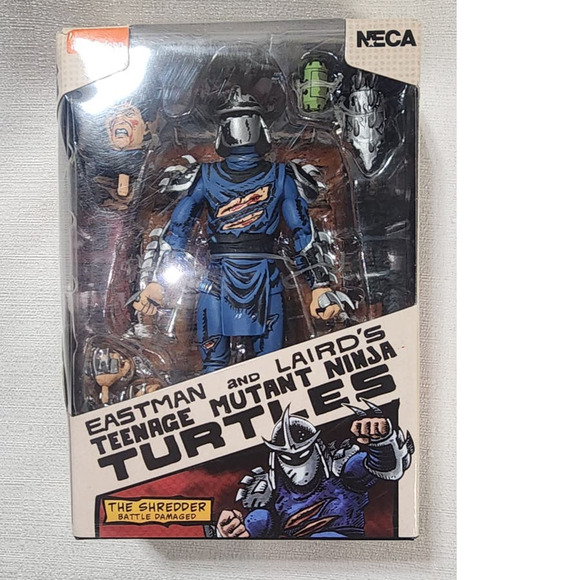 NECA
EASTMAN AND LAIRD'S
TEENAGE MUTANT NINJA
TURTLES
THE SHREDDER
BATTLE DAMAGED